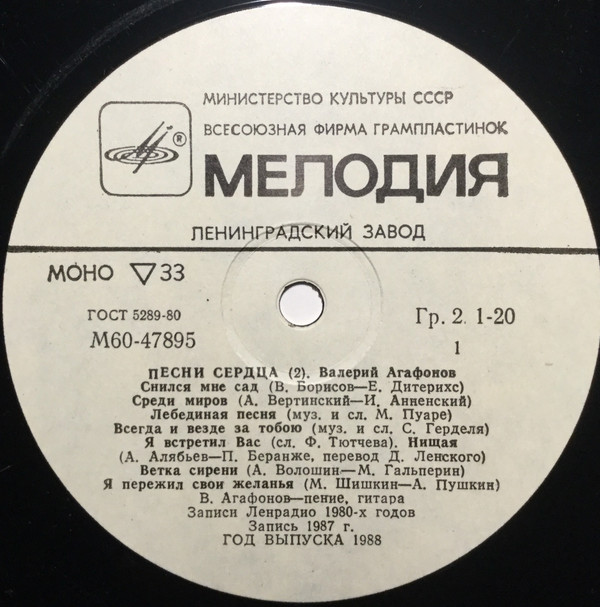 МИНИСТЕРСТВО КУЛЬТУРЫ СССР
ВСЕСОЮЗНАЯ ФИРМА ГРАМПЛАСТИНОК
®
МЕЛОДИЯ
ЛЕНИНГРАДСКИЙ ЗАВОД
МОНО ▽33
ГОСТ 5289-80
Гр. 2. 1-20
М60-47895
1
ПЕСНИ СЕРДЦА (2). Валерий Агафонов
Снился мне сад (В. Борисов—Е. Дитерихс)
Среди миров (А. Вертинский—И. Анненский)
Лебединая песня (муз. и сл. М. Пуаре)
Всегда и везде за тобою (муз. и сл. С. Герделя)
Я встретил Вас (сл. Ф. Тютчева). Нищая
(А. Алябьев—П. Беранже, перевод Д. Ленского)
Ветка сирени (А. Волошин—М. Гальперин)
Я пережил свои желанья (М. Шишкин—А. Пушкин)
В. Агафонов—пение, гитара
Записи Ленрадио 1980-х годов
Запись 1987 г.
ГОД ВЫПУСКА 1988